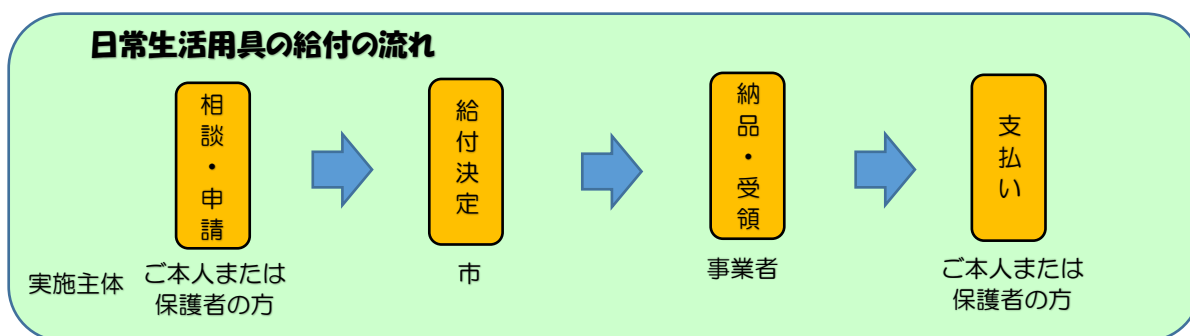 日常生活用具の給付の流れ
相談・申請
給付決定
納品・受領
支払い
実施主体
ご本人または
保護者の方
市
事業者
ご本人または
保護者の方